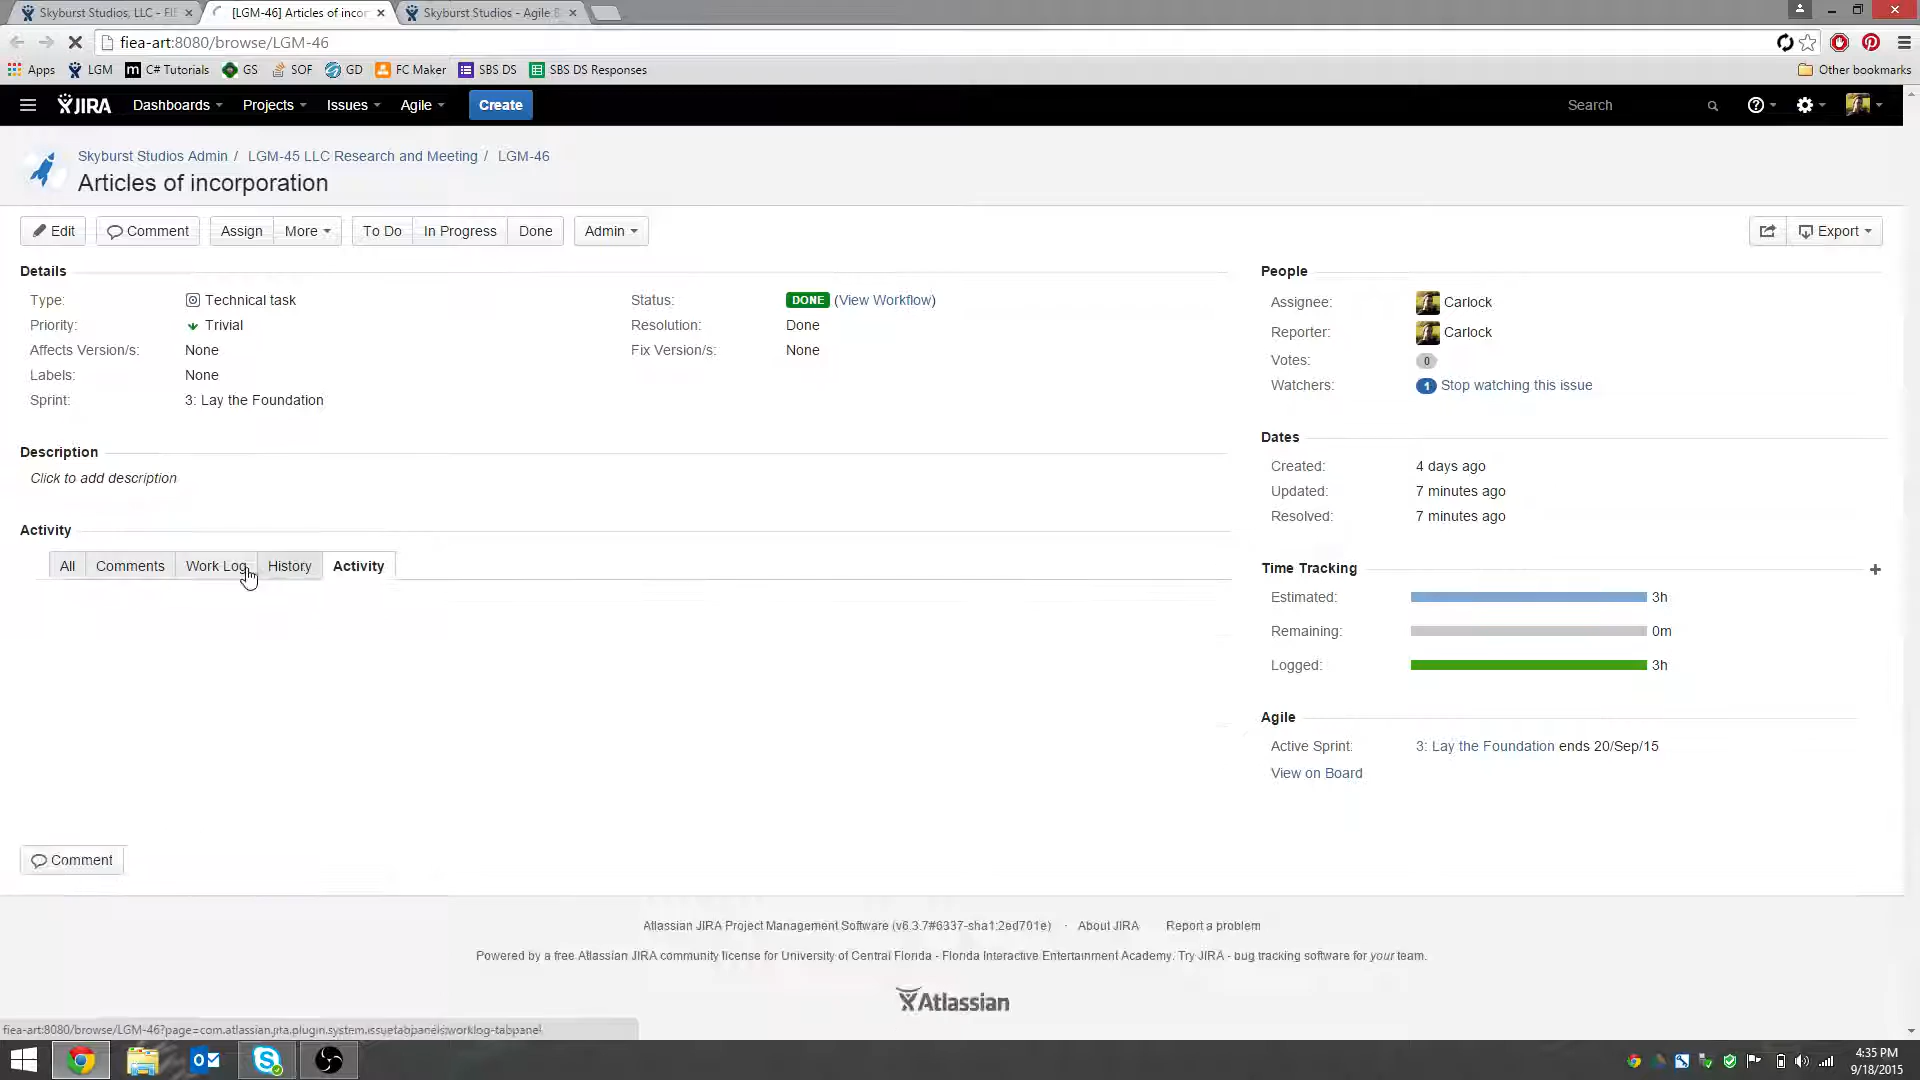 Skyburst Studios, LLC - FIE
[LGM-46] Articles of incor
Skyburst Studios - Agile B
fiea-art:8080/browse/LGM-46
Apps LGM C# Tutorials GS SOF GD FC Maker SBS DS SBS DS Responses Other bookmarks
JIRA Dashboards Projects Issues Agile Create Search
Skyburst Studios Admin / LGM-45 LLC Research and Meeting / LGM-46
Articles of incorporation
Edit Comment Assign More To Do In Progress Done Admin Export
Details
Type: Technical task
Priority: Trivial
Affects Version/s: None
Labels: None
Sprint: 3: Lay the Foundation
Status: DONE (View Workflow)
Resolution: Done
Fix Version/s: None
Description
Click to add description
Activity
All Comments Work Log History Activity
People
Assignee: Carlock
Reporter: Carlock
Votes: 0
Watchers: 1 Stop watching this issue
Dates
Created: 4 days ago
Updated: 7 minutes ago
Resolved: 7 minutes ago
Time Tracking
Estimated: 3h
Remaining: 0m
Logged: 3h
Agile
Active Sprint: 3: Lay the Foundation ends 20/Sep/15
View on Board
Comment
Atlassian JIRA Project Management Software (v6.3.7#6337-sha1:2ed701e) · About JIRA Report a problem
Powered by a free Atlassian JIRA community license for University of Central Florida - Florida Interactive Entertainment Academy. Try JIRA - bug tracking software for your team.
Atlassian
fiea-art:8080/browse/LGM-46?page=com.atlassian.jira.plugin.system.issuetabpanels:worklog-tabpanel
4:35 PM
9/18/2015